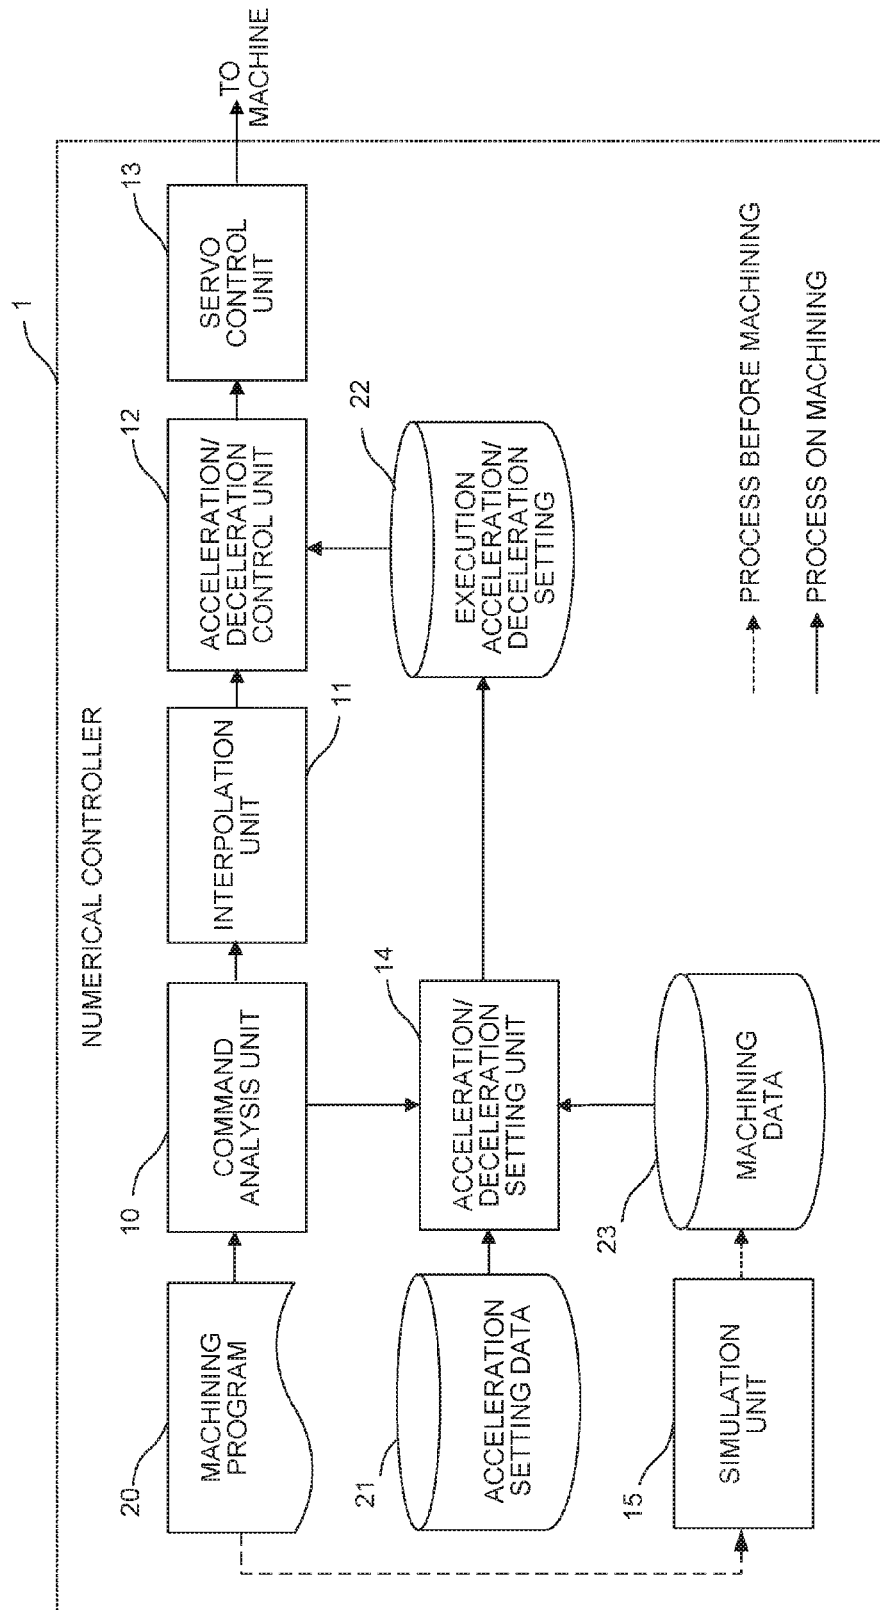 1
NUMERICAL CONTROLLER
20
MACHINING
PROGRAM
10
COMMAND
ANALYSIS UNIT
INTERPOLATION
UNIT
11
12
ACCELERATION/
DECELERATION
CONTROL UNIT
13
SERVO
CONTROL
UNIT
TO
MACHINE
21
ACCELERATION
SETTING DATA
14
ACCELERATION/
DECELERATION
SETTING UNIT
22
EXECUTION
ACCELERATION/
DECELERATION
SETTING
15
SIMULATION
UNIT
23
MACHINING
DATA
PROCESS BEFORE MACHINING
PROCESS ON MACHINING